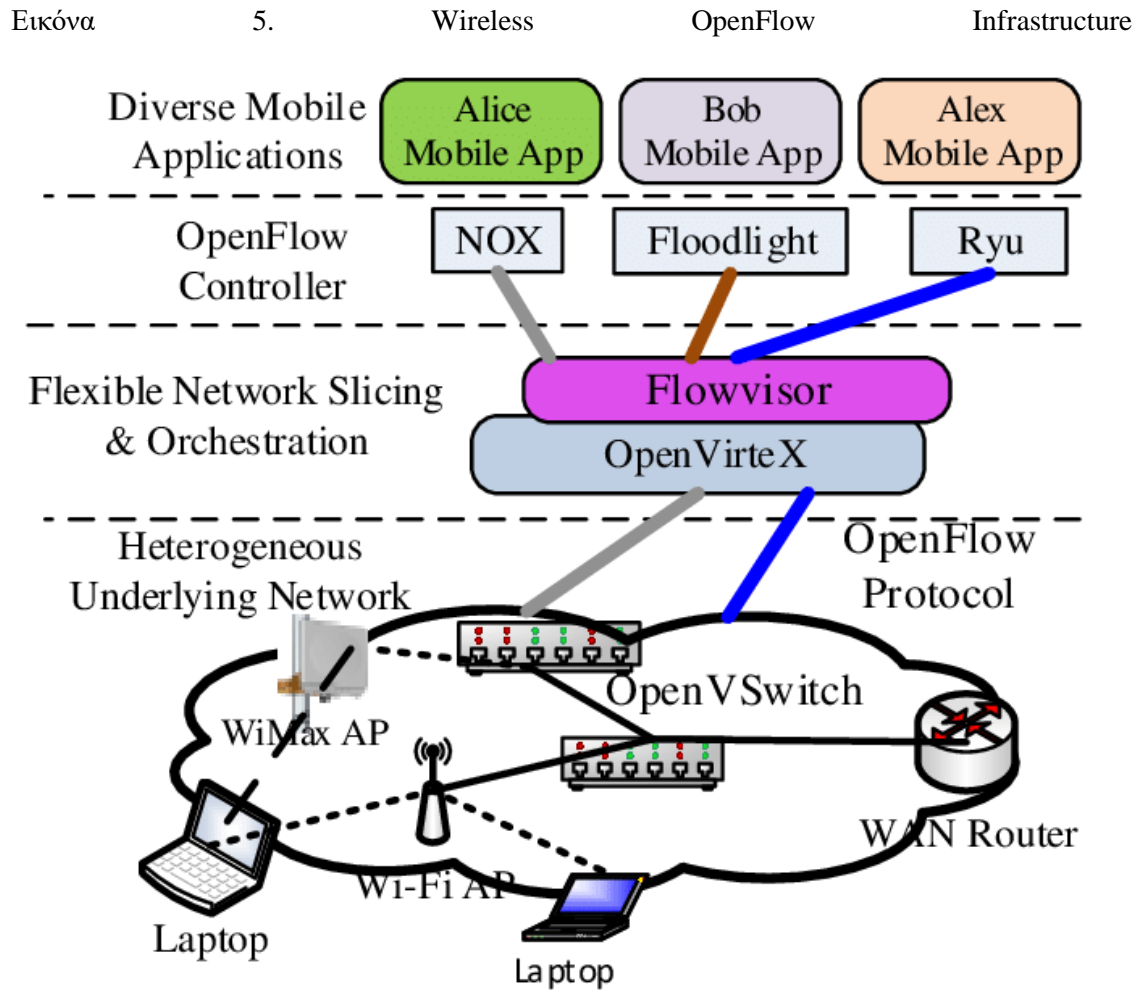 Εικόνα 5. Wireless OpenFlow Infrastructure
Diverse Mobile
Applications
Alice
Mobile App
Bob
Mobile App
Alex
Mobile App
OpenFlow
Controller
NOX
Floodlight
Ryu
Flexible Network Slicing
& Orchestration
Flowvisor
OpenVirteX
Heterogeneous
Underlying Network
OpenFlow
Protocol
OpenVSwitch
WiMax AP
WAN Router
Wi-Fi AP
Laptop
Laptop